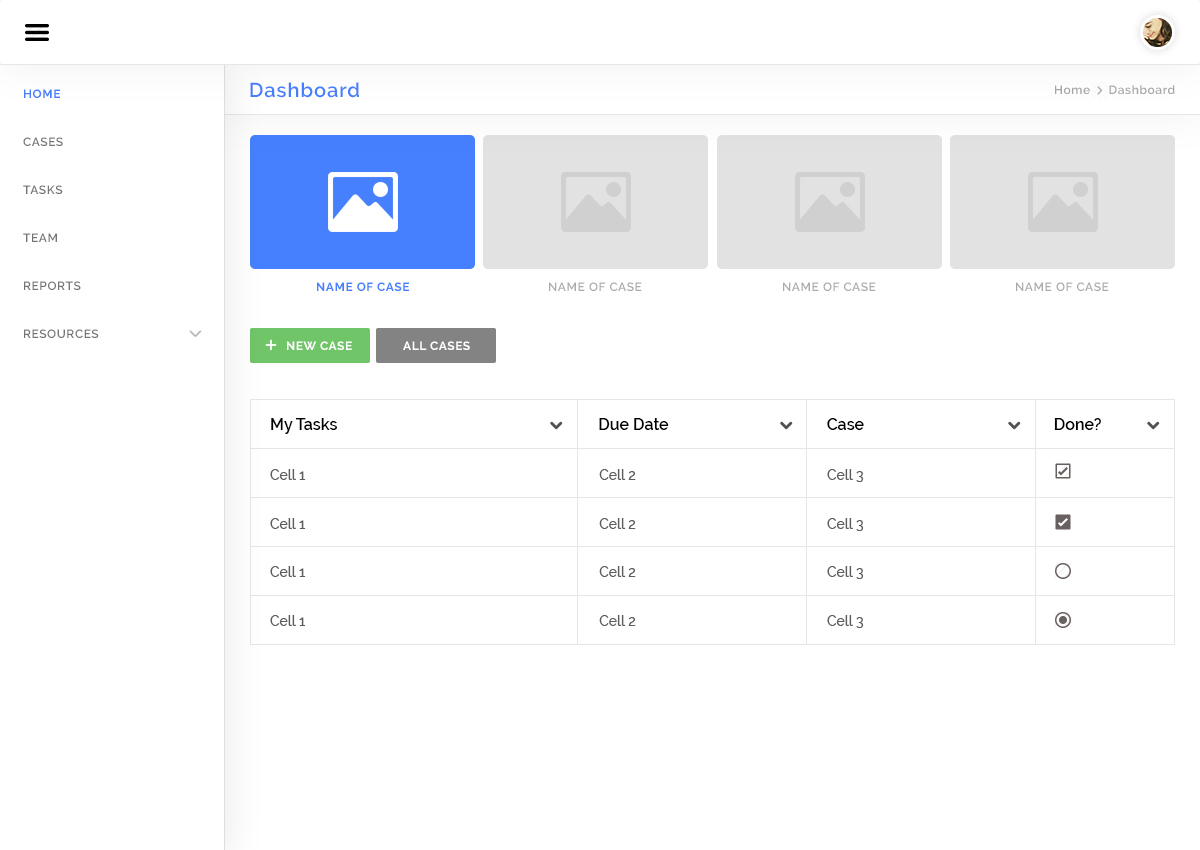 HOME
CASES
TASKS
TEAM
REPORTS
RESOURCES
Dashboard
Home > Dashboard
NAME OF CASE
NAME OF CASE
NAME OF CASE
NAME OF CASE
+ NEW CASE
ALL CASES
My Tasks Due Date Case Done?
Cell 1 Cell 2 Cell 3
Cell 1 Cell 2 Cell 3
Cell 1 Cell 2 Cell 3
Cell 1 Cell 2 Cell 3